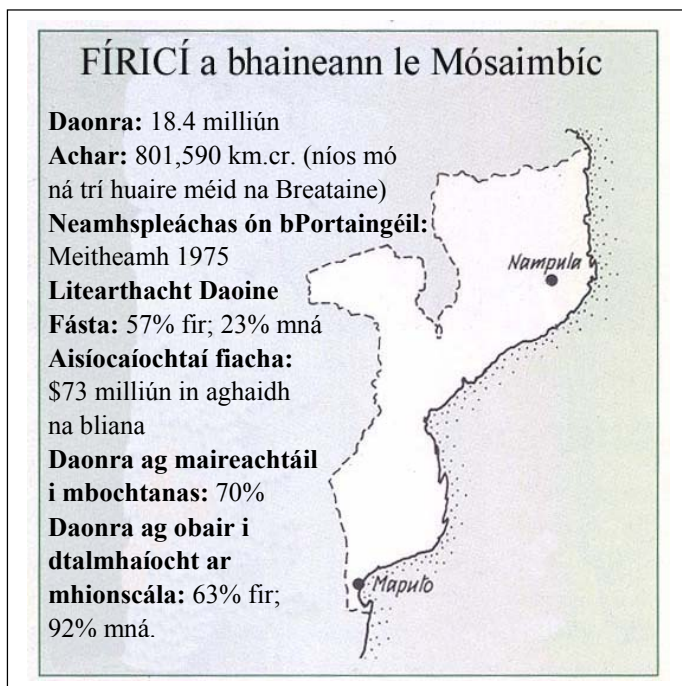 FÍRICÍ a bhaineann le Mósaimbíc
Daonra: 18.4 milliún
Achar: 801,590 km.cr. (níos mó
ná trí huaire méid na Breataine)
Neamhspleáchas ón bPortaingéil:
Meitheamh 1975
Litearthacht Daoine
Fásta: 57% fir; 23% mná
Aisíocaíochtaí fiacha:
$73 milliún in aghaidh
na bliana
Daonra ag maireachtáil
i mbochtanas: 70%
Daonra ag obair i
dtalmhaíocht ar
mhionscála: 63% fir;
92% mná.
Nampula
Maputo